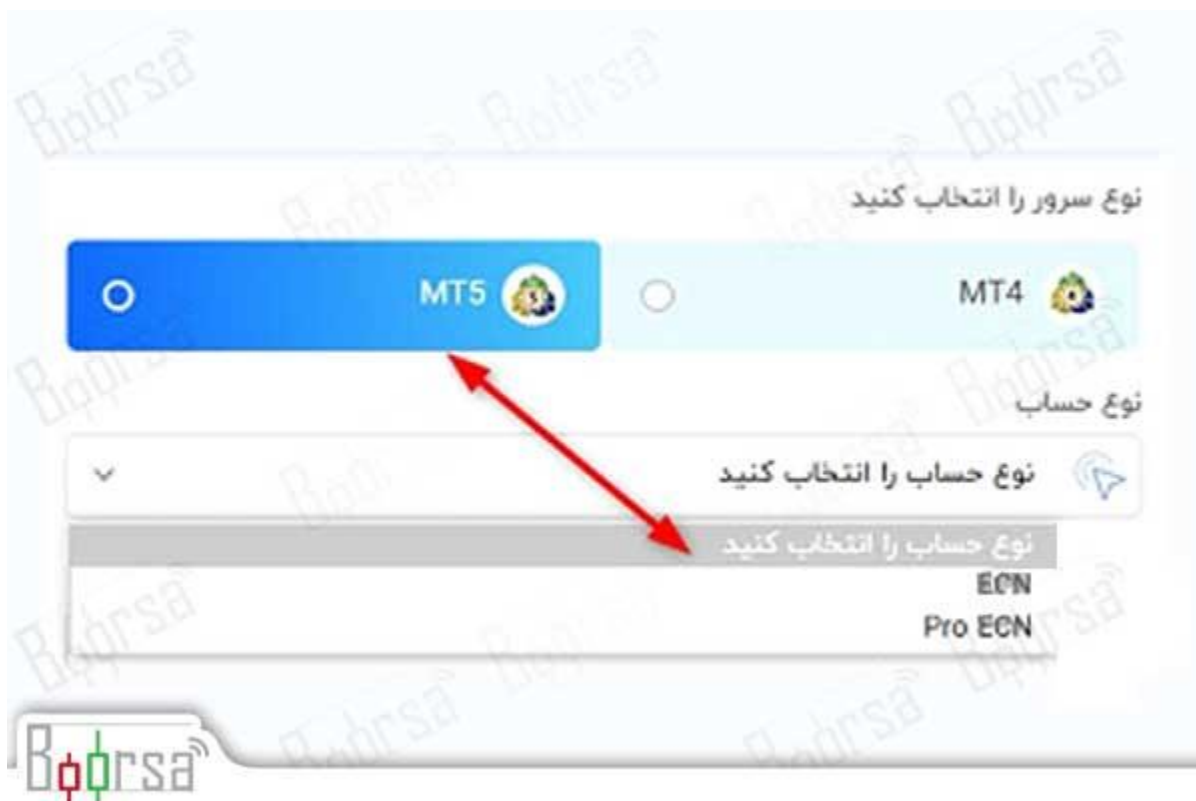 نوع سرور را انتخاب کنید
MT4
MT5
نوع حساب
نوع حساب را انتخاب کنید
نوع حساب را انتخاب کنید
ECN
Pro ECN
Boorsa